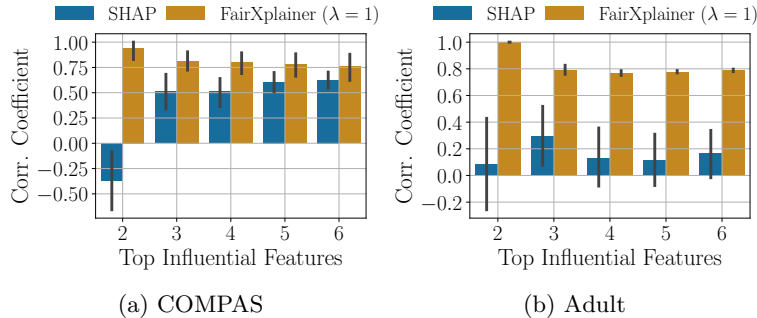 SHAP FairXplainer (λ = 1)
Corr. Coefficient
1.00
0.75
0.50
0.25
0.00
−0.25
−0.50
2 3 4 5 6
Top Influential Features
(a) COMPAS
SHAP FairXplainer (λ = 1)
Corr. Coefficient
1.0
0.8
0.6
0.4
0.2
0.0
−0.2
2 3 4 5 6
Top Influential Features
(b) Adult